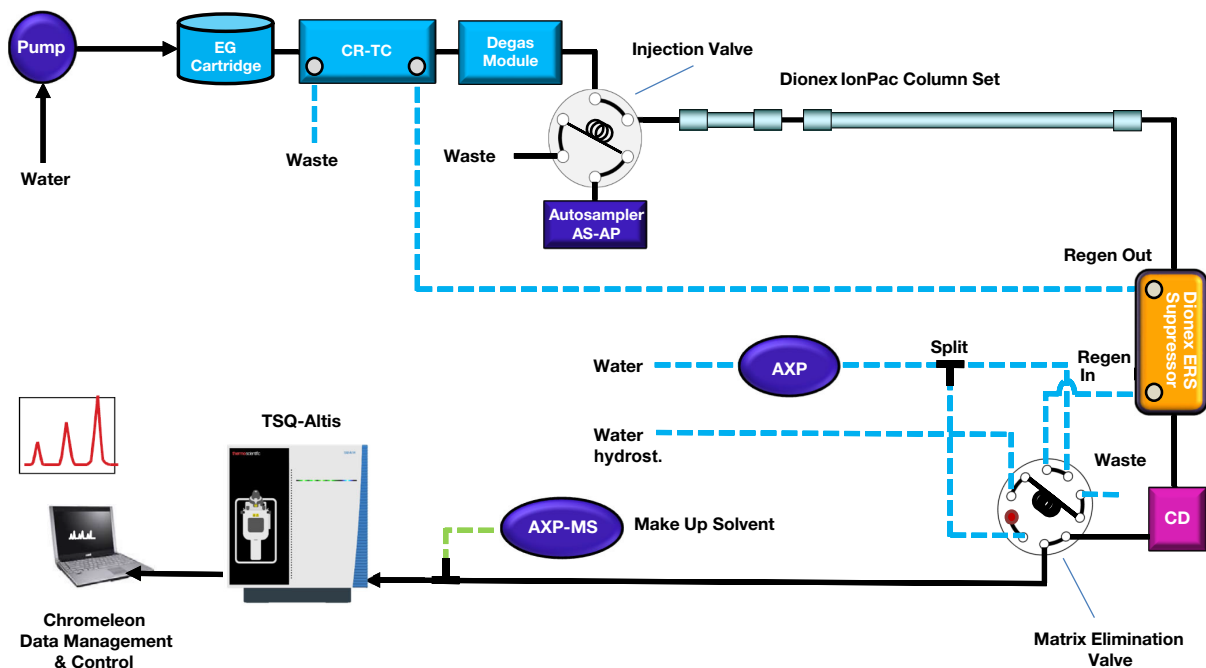 Pump
EG
Cartridge
CR-TC
Degas
Module
Injection Valve
Dionex IonPac Column Set
Waste
Waste
Water
Autosampler
AS-AP
Regen Out
Dionex ERS
Suppressor
Split
Water
AXP
Regen
In
TSQ-Altis
Water
hydrost.
Waste
thermo scientific
AXP-MS
Make Up Solvent
CD
Chromeleon
Data Management
& Control
Matrix Elimination
Valve